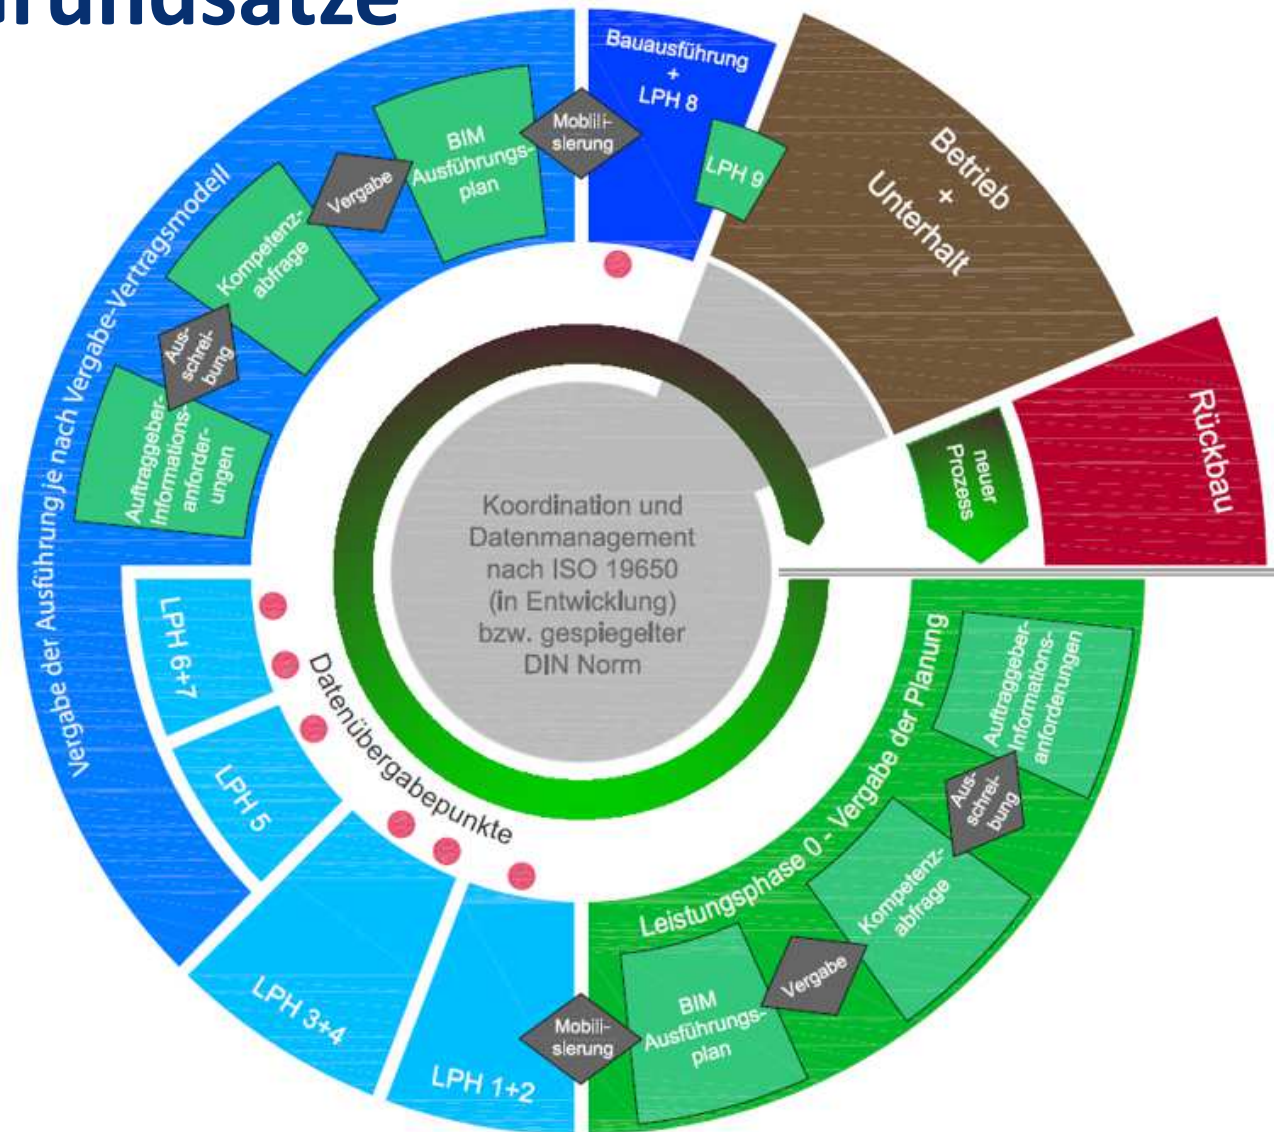 rundsätze
Bauausführung
+
LPH 8
Mobilii-
sierung
BIM
Ausführungs-
plan
Vergabe
Kompetenz-
abfrage
Aus-
schrei-
bung
Auftraggeber-
Informations-
anforder-
ungen
Vergabe der Ausführung je nach Vergabe-Vertragsmodell
LPH 9
Betrieb
+
Unterhalt
Rückbau
neuer
Prozess
Koordination und
Datenmanagement
nach ISO 19650
(in Entwicklung)
bzw. gespiegelter
DIN Norm
Datenübergabepunkte
LPH 6+7
LPH 5
LPH 3+4
LPH 1+2
Leistungsphase 0 - Vergabe der Planung
Auftraggeber-
Informations-
anforderungen
Aus-
schrei-
bung
Kompetenz-
abfrage
Vergabe
BIM
Ausführungs-
plan
Mobili-
sierung